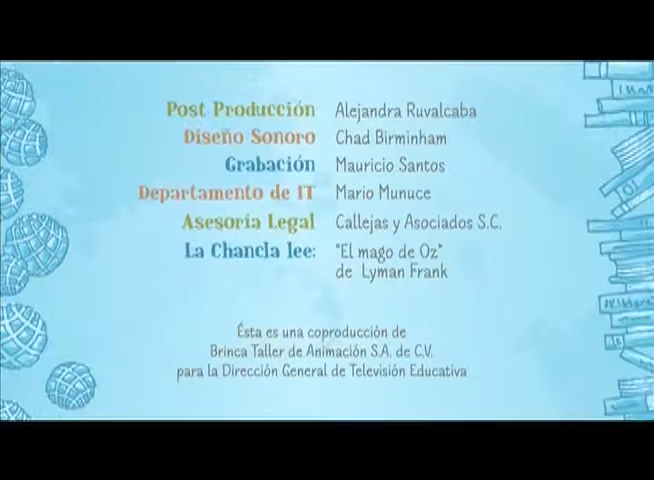 Post Producción Alejandra Ruvalcaba
Diseño Sonoro Chad Birminham
Grabación Mauricio Santos
Departamento de IT Mario Munuce
Asesoría Legal Callejas y Asociados S.C.
La Chancla lee: "El mago de Oz"
de Lyman Frank
Ésta es una coproducción de
Brinca Taller de Animación S.A. de C.V.
para la Dirección General de Televisión Educativa